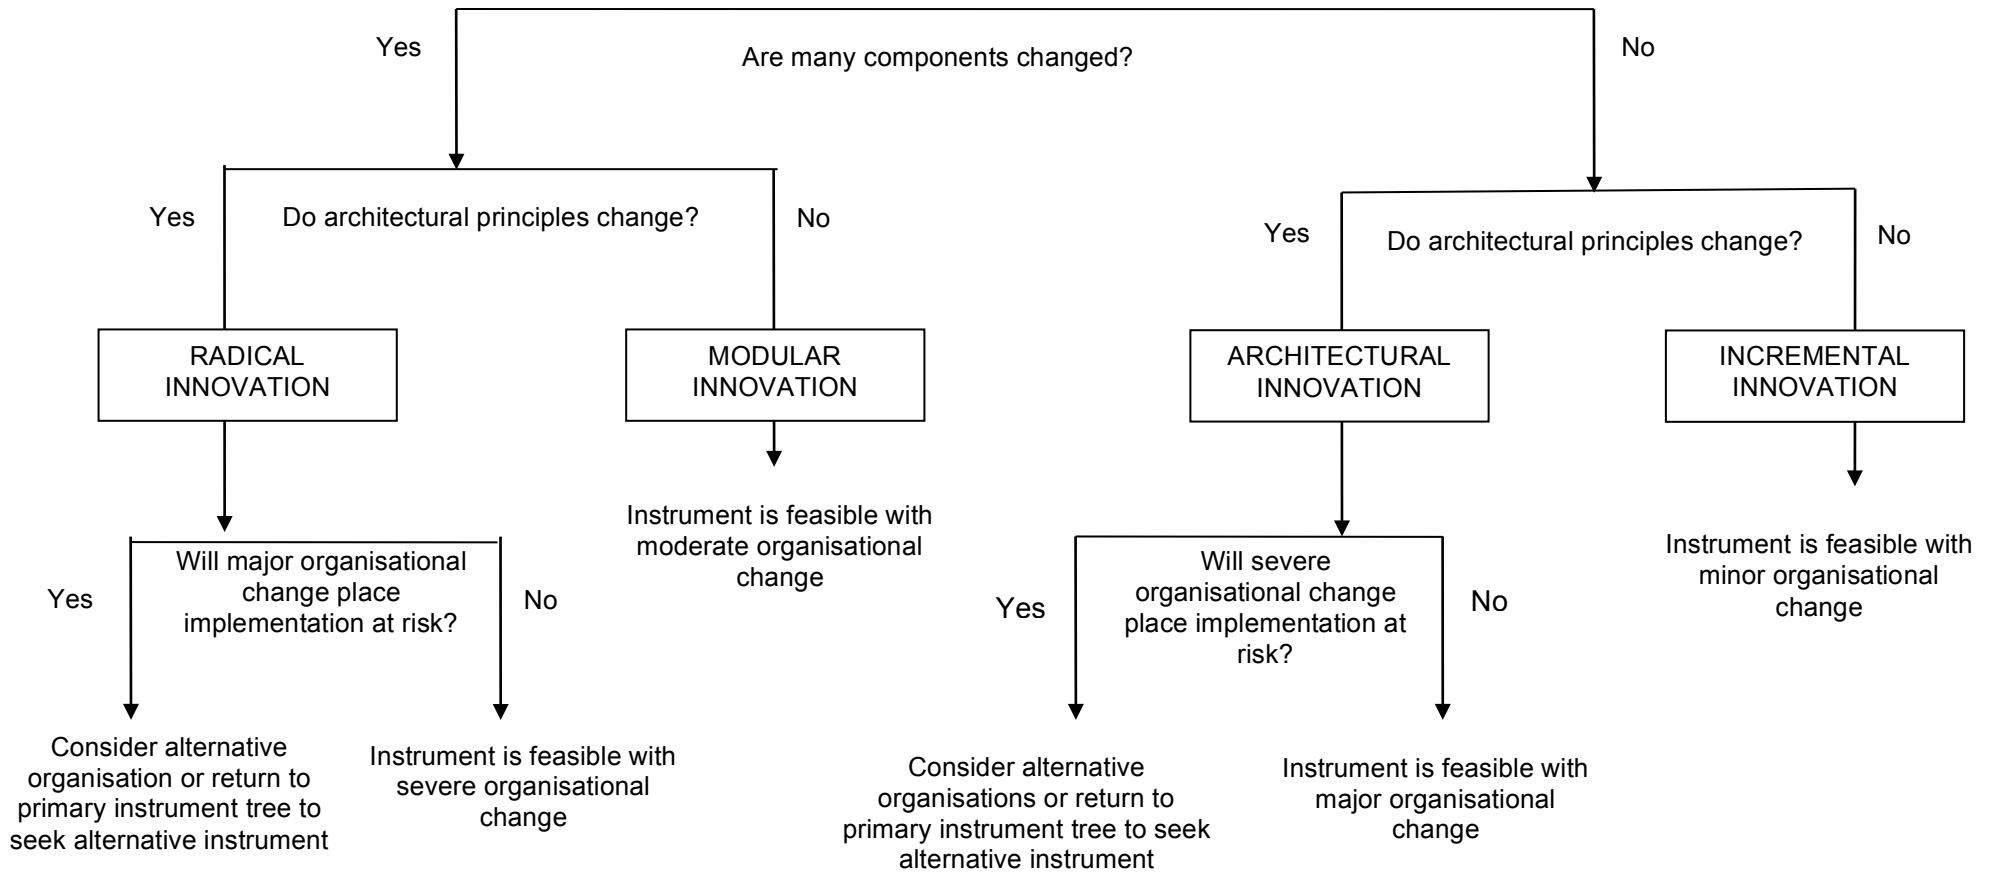 Yes
Are many components changed?
No
Yes
Do architectural principles change?
No
Yes
Do architectural principles change?
No
RADICAL
INNOVATION
MODULAR
INNOVATION
ARCHITECTURAL
INNOVATION
INCREMENTAL
INNOVATION
Instrument is feasible with
moderate organisational
change
Instrument is feasible with
minor organisational
change
Yes
Will major organisational
change place
implementation at risk?
No
Yes
Will severe
organisational change
place implementation at
risk?
No
Consider alternative
organisation or return to
primary instrument tree to
seek alternative instrument
Instrument is feasible with
severe organisational
change
Consider alternative
organisations or return to
primary instrument tree to seek
alternative instrument
Instrument is feasible with
major organisational
change